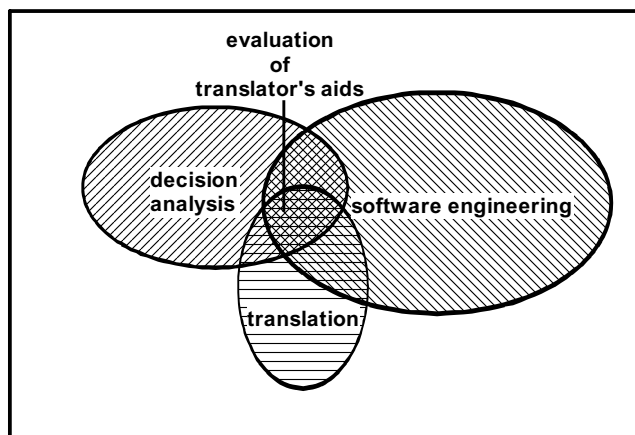 evaluation
of
translator's aids
decision
analysis
software engineering
translation